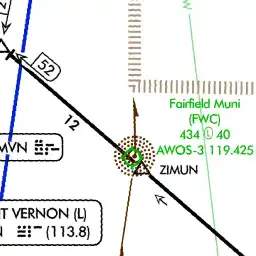 W
52
12
Fairfield Muni
(FWC)
434 Ⓛ 40
AWOS-3 119.425
MVN
ZIMUN
T VERNON (L)
N (113.8)